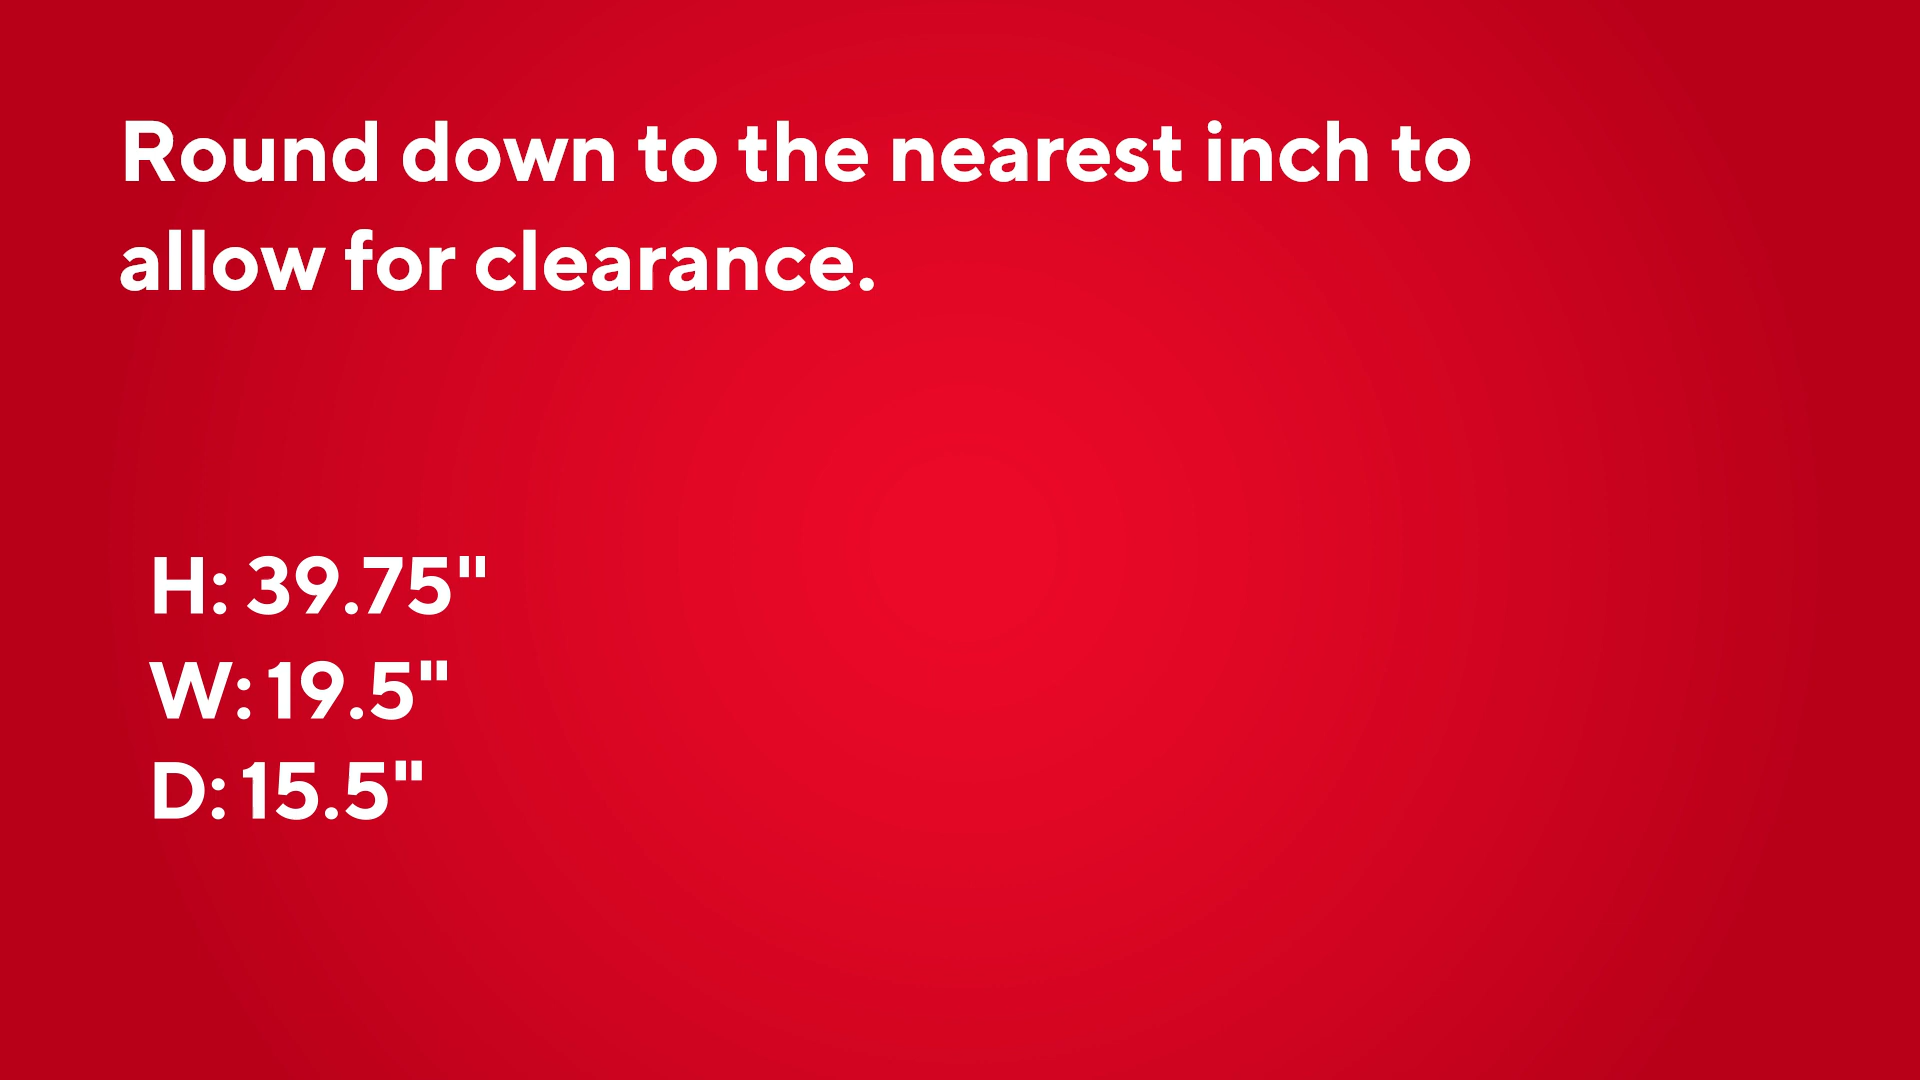 Round down to the nearest inch to
allow for clearance.
H: 39.75"
W: 19.5"
D: 15.5"